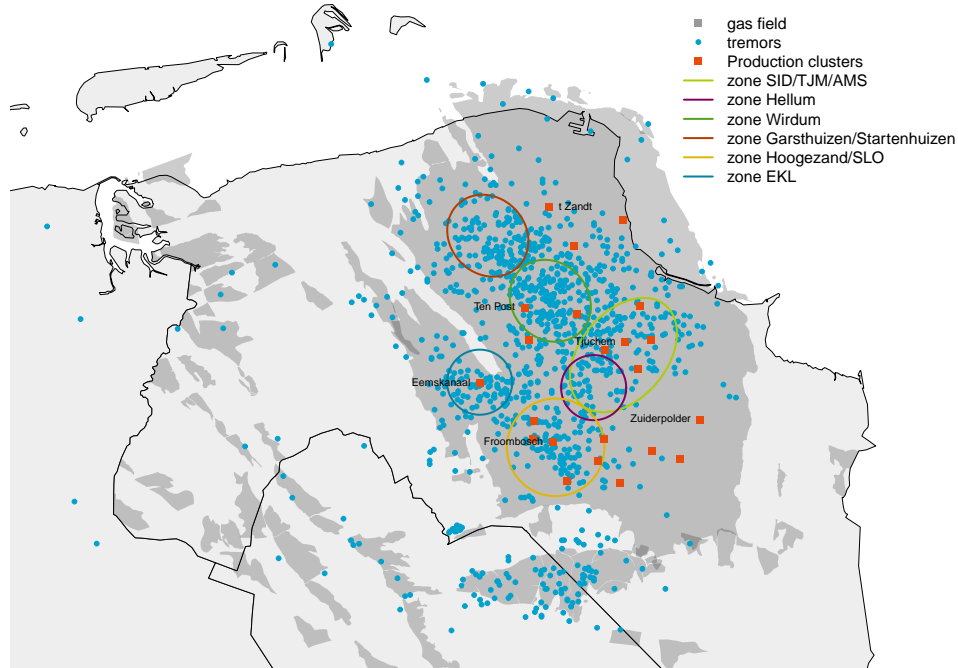 gas field
tremors
Production clusters
zone SID/TJM/AMS
zone Hellum
zone Wirdum
zone Garsthuizen/Startenhuizen
zone Hoogezand/SLO
zone EKL
t Zandt
Ten Post
Tjuchem
Eemskanaal
Zuiderpolder
Froombosch